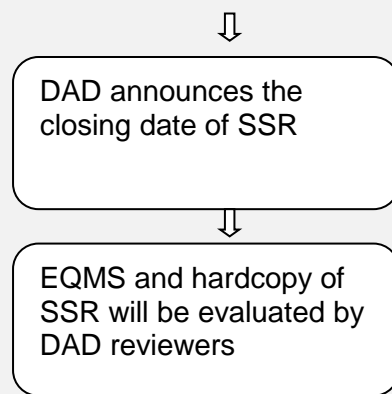 DAD announces the
closing date of SSR
EQMS and hardcopy of
SSR will be evaluated by
DAD reviewers